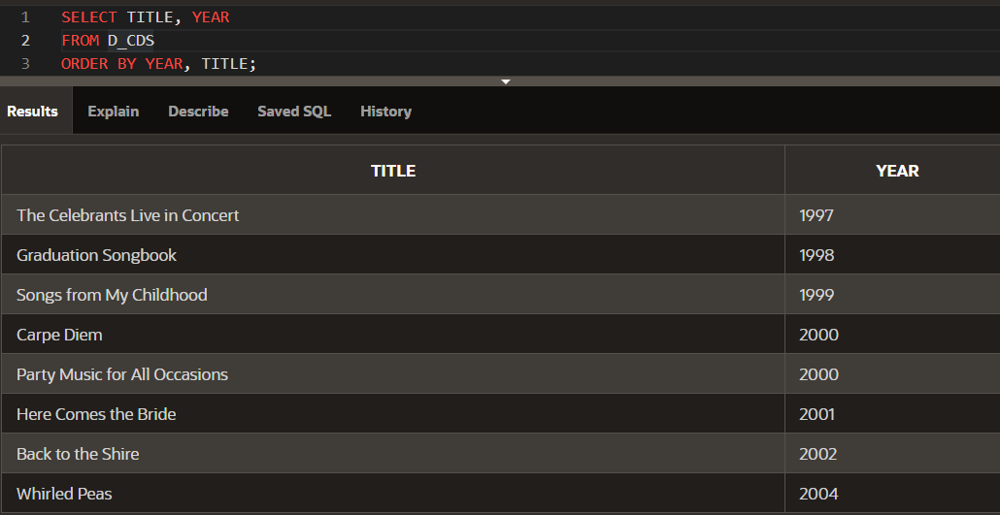 1 SELECT TITLE, YEAR
2 FROM D_CDS
3 ORDER BY YEAR, TITLE;
Results Explain Describe Saved SQL History
TITLE YEAR
The Celebrants Live in Concert 1997
Graduation Songbook 1998
Songs from My Childhood 1999
Carpe Diem 2000
Party Music for All Occasions 2000
Here Comes the Bride 2001
Back to the Shire 2002
Whirled Peas 2004